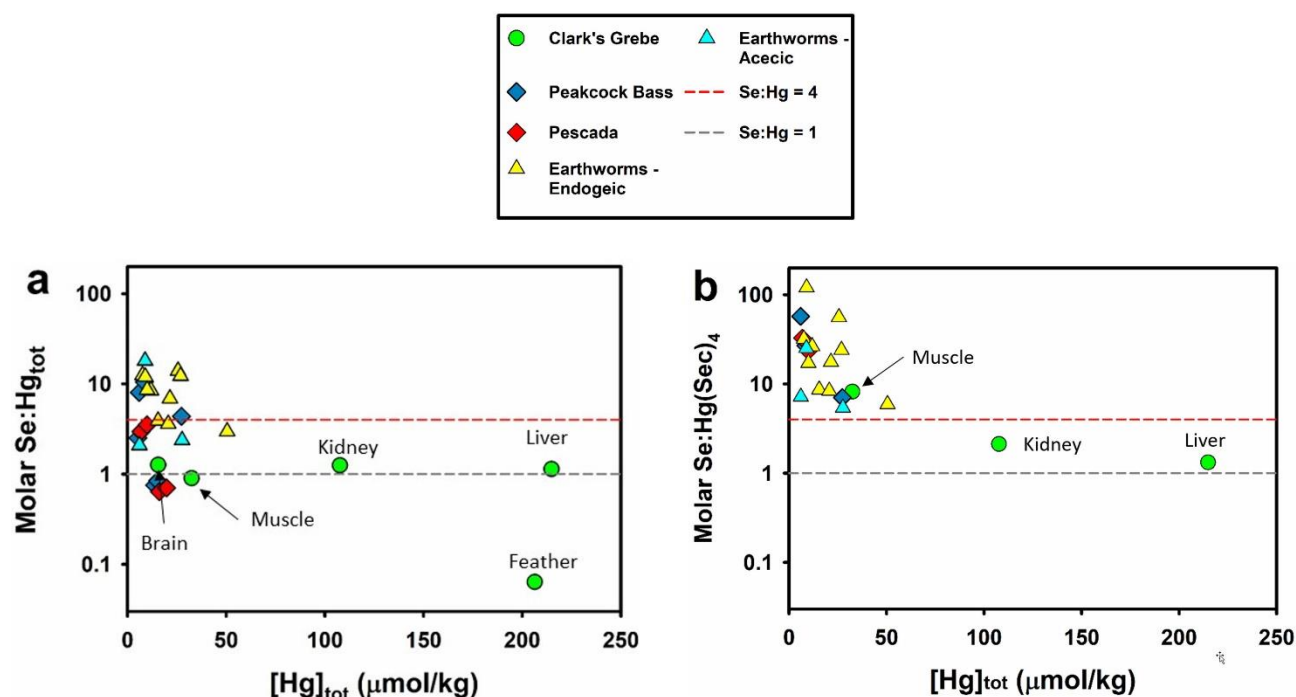 Clark's Grebe
Peakcock Bass
Pescada
Earthworms -
Endogeic
Earthworms -
Acecic
Se:Hg = 4
Se:Hg = 1
a
Molar Se:Hgtot
100
10
1
0.1
Kidney
Liver
Muscle
Brain
Feather
0 50 100 150 200 250
[Hg]tot (μmol/kg)
b
Molar Se:Hg(Sec)4
100
10
1
0.1
Muscle
Kidney
Liver
0 50 100 150 200 250
[Hg]tot (μmol/kg)